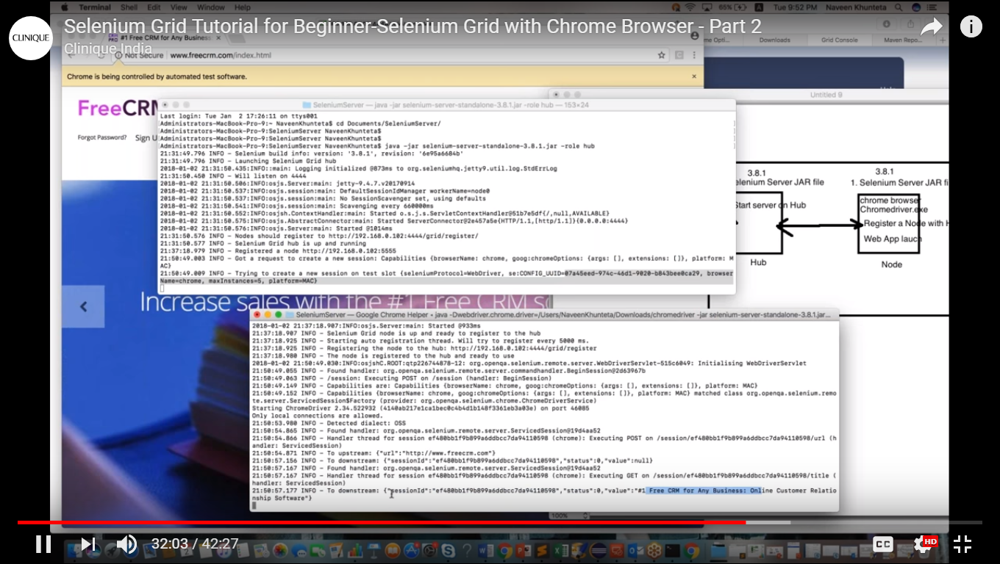 Terminal Shell Edit View Window Help 65% Tue 9:52 PM Naveen Khunteta
CLINIQUE
Selenium Grid Tutorial for Beginner-Selenium Grid with Chrome Browser - Part 2
Clinique India
#1 Free CRM for Any Business:
me Opti... Downloads Grid Console Maven Repo...
Not Secure www.freecrm.com/index.html
Chrome is being controlled by automated test software.
FreeCRM
Forgot Password? Sign U
Untitled 9
SeleniumServer — java -jar selenium-server-standalone-3.8.1.jar -role hub — 153×24
Last login: Tue Jan  2 17:26:11 on ttys001
Administrators-MacBook-Pro-9:~ NaveenKhunteta$ cd Documents/SeleniumServer/
Administrators-MacBook-Pro-9:SeleniumServer NaveenKhunteta$
Administrators-MacBook-Pro-9:SeleniumServer NaveenKhunteta$
Administrators-MacBook-Pro-9:SeleniumServer NaveenKhunteta$ java -jar selenium-server-standalone-3.8.1.jar -role hub
21:31:49.796 INFO - Selenium build info: version: '3.8.1', revision: '6e95a6684b'
21:31:49.796 INFO - Launching Selenium Grid hub
2018-01-02 21:31:50.435:INFO::main: Logging initialized @873ms to org.seleniumhq.jetty9.util.log.StdErrLog
21:31:50.450 INFO - Will listen on 4444
2018-01-02 21:31:50.506:INFO:osjs.Server:main: jetty-9.4.7.v20170914
2018-01-02 21:31:50.537:INFO:osjs.session:main: DefaultSessionIdManager workerName=node0
2018-01-02 21:31:50.537:INFO:osjs.session:main: No SessionScavenger set, using defaults
2018-01-02 21:31:50.541:INFO:osjs.session:main: Scavenging every 660000ms
2018-01-02 21:31:50.552:INFO:osjsh.ContextHandler:main: Started o.s.j.s.ServletContextHandler@51b7e5df{/,null,AVAILABLE}
2018-01-02 21:31:50.575:INFO:osjs.AbstractConnector:main: Started ServerConnector@2e457a5e{HTTP/1.1,[http/1.1]}{0.0.0.0:4444}
2018-01-02 21:31:50.576:INFO:osjs.Server:main: Started @1014ms
21:31:50.576 INFO - Nodes should register to http://192.168.0.102:4444/grid/register/
21:31:50.577 INFO - Selenium Grid hub is up and running
21:37:18.979 INFO - Registered a node http://192.168.0.102:5555
21:50:49.003 INFO - Got a request to create a new session: Capabilities {browserName: chrome, goog:chromeOptions: {args: [], extensions: []}, platform: M
AC}
21:50:49.009 INFO - Trying to create a new session on test slot {seleniumProtocol=WebDriver, se:CONFIG_UUID=07a45eed-974c-46d1-9020-b843bee0ca29, browser
Name=chrome, maxInstances=5, platform=MAC}
3.8.1
elenium Server JAR file
Start server on Hub
Hub
3.8.1
1. Selenium Server JAR fi
chrome browser
Chromedriver.exe
Register a Node with H
Web App lauch
Node
Increase sales with the #1 Free CRM so
SeleniumServer — Google Chrome Helper • java -Dwebdriver.chrome.driver=/Users/NaveenKhunteta/Downloads/chromedriver -jar selenium-server-standalone-3.8.1.jar...
2018-01-02 21:37:18.907:INFO:osjs.Server:main: Started @933ms
21:37:18.907 INFO - Selenium Grid node is up and ready to register to the hub
21:37:18.925 INFO - Starting auto registration thread. Will try to register every 5000 ms.
21:37:18.925 INFO - Registering the node to the hub: http://192.168.0.102:4444/grid/register
21:37:18.980 INFO - The node is registered to the hub and ready to use
2018-01-02 21:50:49.030:INFO:osjshC.ROOT:qtp226744878-12: org.openqa.selenium.remote.server.WebDriverServlet-515c6049: Initialising WebDriverServlet
21:50:49.055 INFO - Found handler: org.openqa.selenium.remote.server.commandhandler.BeginSession@2d63967b
21:50:49.063 INFO - /session: Executing POST on /session (handler: BeginSession)
21:50:49.149 INFO - Capabilities are: Capabilities {browserName: chrome, goog:chromeOptions: {args: [], extensions: []}, platform: MAC}
21:50:49.152 INFO - Capabilities {browserName: chrome, goog:chromeOptions: {args: [], extensions: []}, platform: MAC} matched class org.openqa.selenium.remo
te.server.ServicedSession$Factory (provider: org.openqa.selenium.chrome.ChromeDriverService)
Starting ChromeDriver 2.34.522932 (4140ab217e1ca1bec0c4b4d1b148f3361eb3a03e) on port 46085
Only local connections are allowed.
21:50:53.980 INFO - Detected dialect: OSS
21:50:54.865 INFO - Found handler: org.openqa.selenium.remote.server.ServicedSession@19d4aa52
21:50:54.866 INFO - Handler thread for session ef480bb1f9b899a6ddbcc7da94110598 (chrome): Executing POST on /session/ef480bb1f9b899a6ddbcc7da94110598/url (h
andler: ServicedSession)
21:50:54.871 INFO - To upstream: {"url":"http://www.freecrm.com"}
21:50:57.156 INFO - To downstream: {"sessionId":"ef480bb1f9b899a6ddbcc7da94110598","status":0,"value":null}
21:50:57.167 INFO - Found handler: org.openqa.selenium.remote.server.ServicedSession@19d4aa52
21:50:57.167 INFO - Handler thread for session ef480bb1f9b899a6ddbcc7da94110598 (chrome): Executing GET on /session/ef480bb1f9b899a6ddbcc7da94110598/title (
handler: ServicedSession)
21:50:57.177 INFO - To downstream: {"sessionId":"ef480bb1f9b899a6ddbcc7da94110598","status":0,"value":"#1 Free CRM for Any Business: Online Customer Relatio
nship Software"}
100%
32:03 / 42:27
CC HD